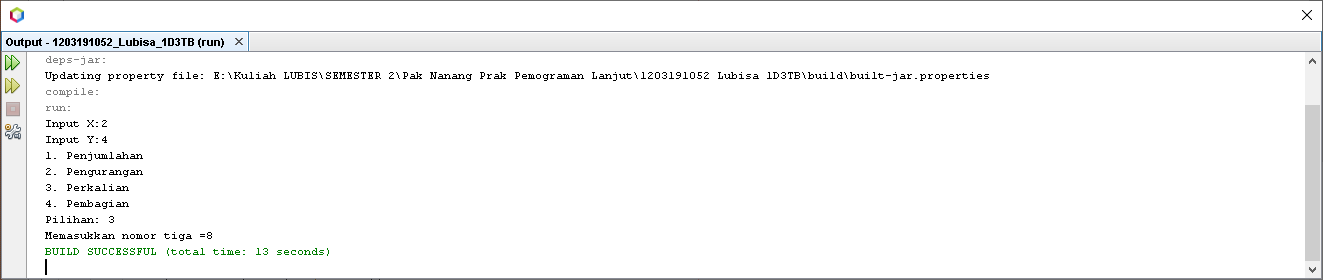 Output - 1203191052_Lubisa_1D3TB (run)
deps-jar:
Updating property file: E:\Kuliah LUBIS\SEMESTER 2\Pak Nanang Prak Pemograman Lanjut\1203191052 Lubisa 1D3TB\build\built-jar.properties
compile:
run:
Input X:2
Input Y:4
1. Penjumlahan
2. Pengurangan
3. Perkalian
4. Pembagian
Pilihan: 3
Memasukkan nomor tiga =8
BUILD SUCCESSFUL (total time: 13 seconds)